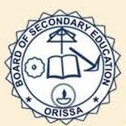 BOARD OF SECONDARY EDUCATION
ORISSA